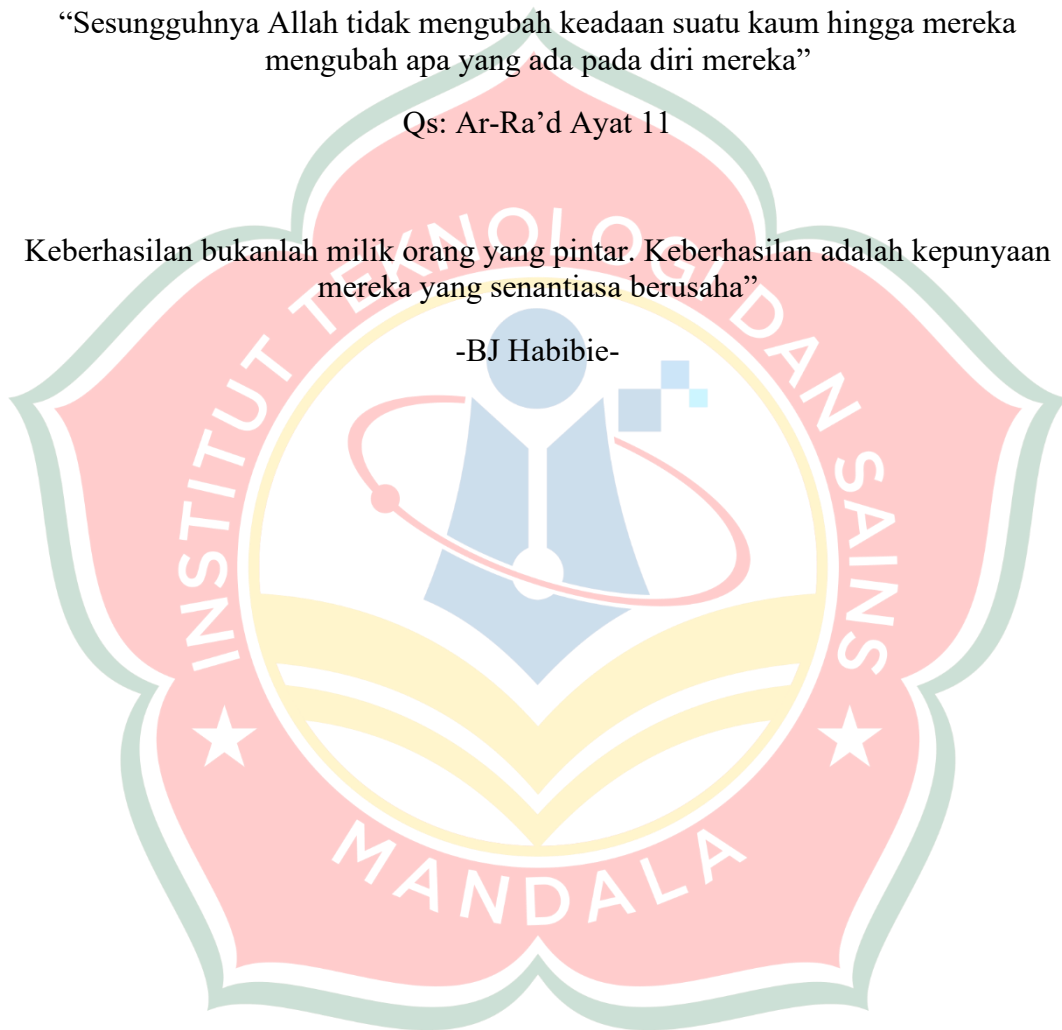 “Sesungguhnya Allah tidak mengubah keadaan suatu kaum hingga mereka
mengubah apa yang ada pada diri mereka”
Qs: Ar-Ra’d Ayat 11
Keberhasilan bukanlah milik orang yang pintar. Keberhasilan adalah kepunyaan
mereka yang senantiasa berusaha”
-BJ Habibie-
INSTITUT TEKNOLOGI DAN SAINS
MANDALA